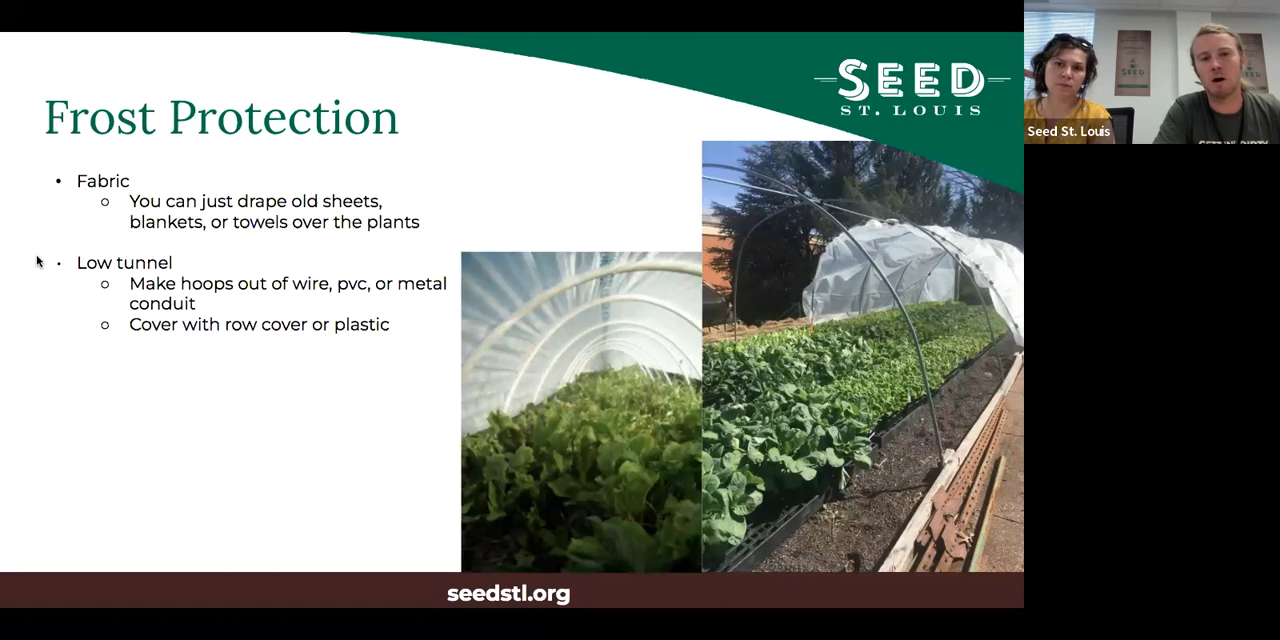 Frost Protection
SEED
ST. LOUIS
• Fabric
○ You can just drape old sheets,
blankets, or towels over the plants
• Low tunnel
○ Make hoops out of wire, pvc, or metal
conduit
○ Cover with row cover or plastic
seedstl.org
SEED
Seed St. Louis